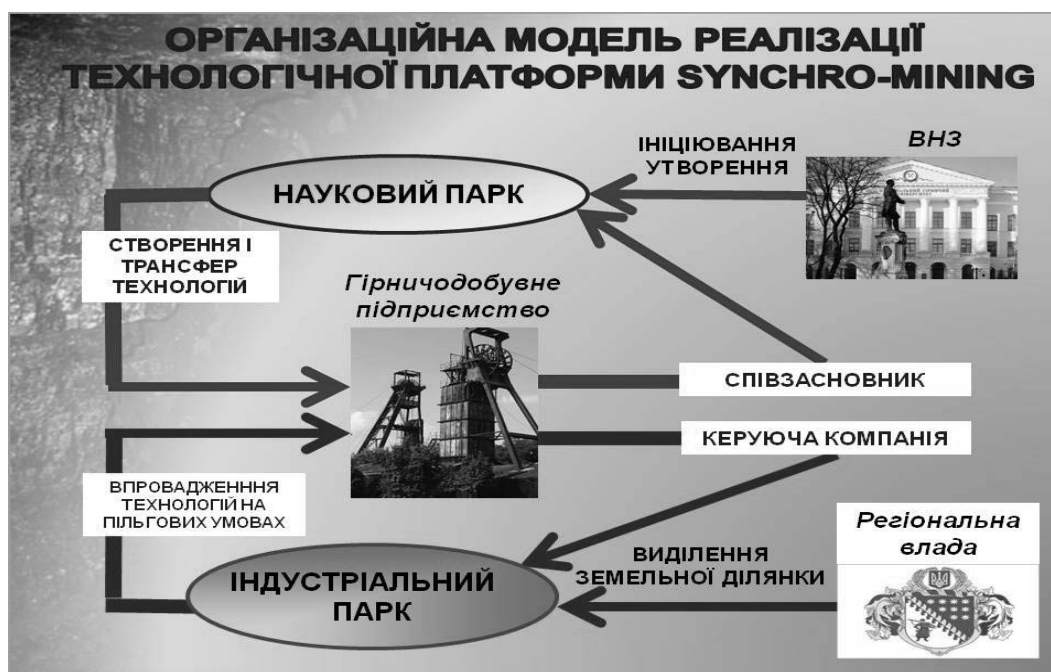 ОРГАНІЗАЦІЙНА МОДЕЛЬ РЕАЛІЗАЦІЇ
ТЕХНОЛОГІЧНОЇ ПЛАТФОРМИ SYNCHRO-MINING
ІНІЦІЮВАННЯ
УТВОРЕННЯ
ВНЗ
НАУКОВИЙ ПАРК
СТВОРЕННЯ І
ТРАНСФЕР
ТЕХНОЛОГІЙ
Гірничодобувне
підприємство
СПІВЗАСНОВНИК
КЕРУЮЧА КОМПАНІЯ
ВПРОВАДЖЕНННЯ
ТЕХНОЛОГІЙ НА
ПІЛЬГОВИХ УМОВАХ
Регіональна
влада
ВИДІЛЕННЯ
ЗЕМЕЛЬНОЇ ДІЛЯНКИ
ІНДУСТРІАЛЬНИЙ
ПАРК